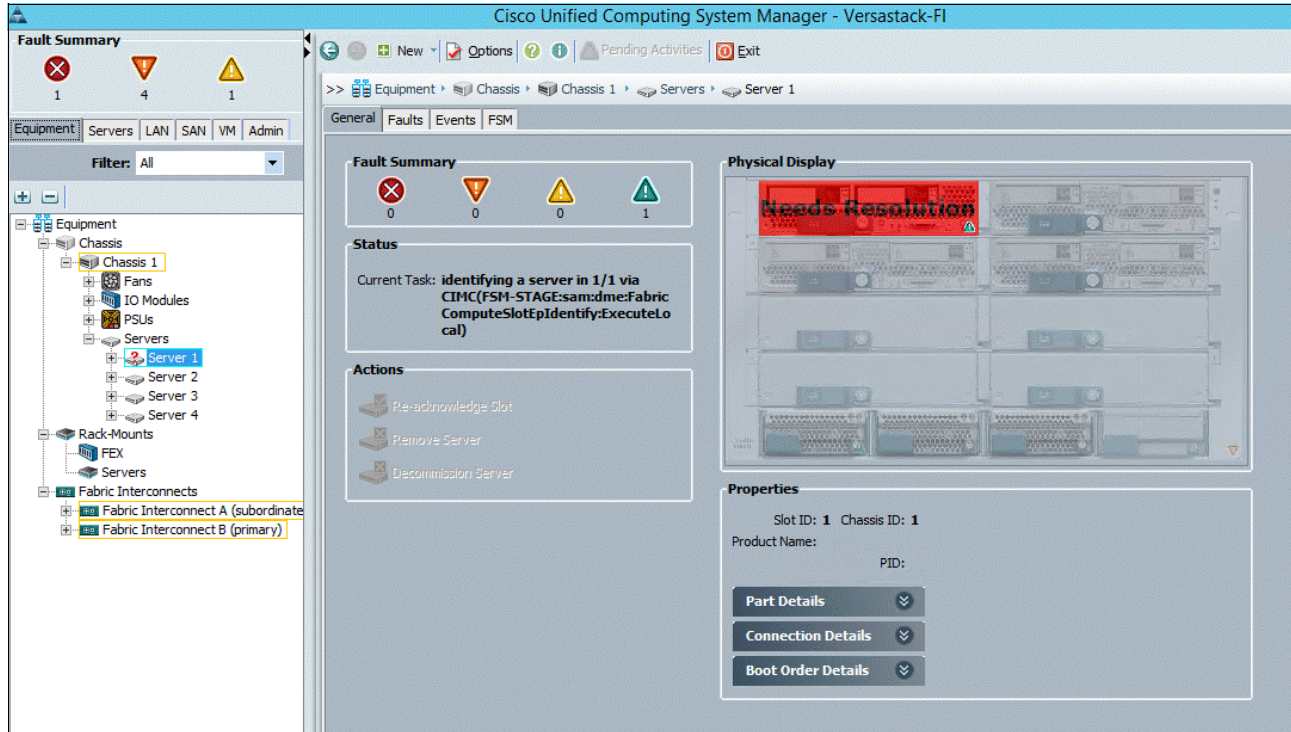 Cisco Unified Computing System Manager - Versastack-FI
Fault Summary
1 4 1
Equipment Servers LAN SAN VM Admin
Filter: All
Equipment
Chassis
Chassis 1
Fans
IO Modules
PSUs
Servers
Server 1
Server 2
Server 3
Server 4
Rack-Mounts
FEX
Servers
Fabric Interconnects
Fabric Interconnect A (subordinate
Fabric Interconnect B (primary)
New Options Pending Activities Exit
>> Equipment Chassis Chassis 1 Servers Server 1
General Faults Events FSM
Fault Summary
0 0 0 1
Status
Current Task: identifying a server in 1/1 via
CIMC(FSM-STAGE:sam:dme:Fabric
ComputeSlotEpIdentify:ExecuteLo
cal)
Actions
Re-acknowledge Slot
Remove Server
Decommission Server
Physical Display
Needs Resolution
Properties
Slot ID: 1 Chassis ID: 1
Product Name:
PID:
Part Details
Connection Details
Boot Order Details